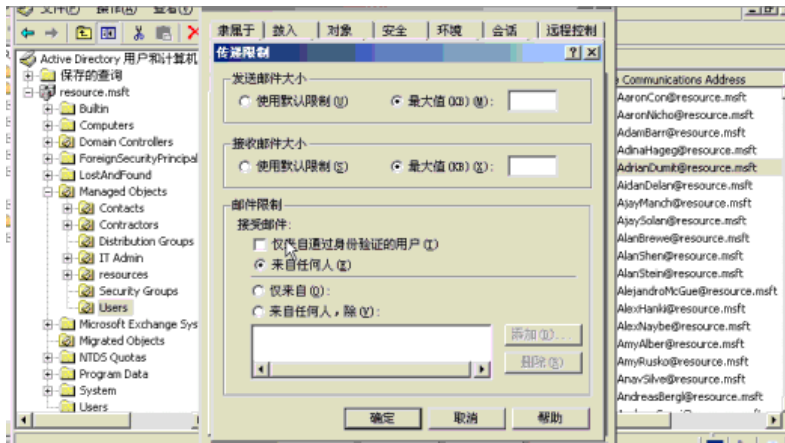 文件(F) 操作(A) 查看(V)
Active Directory 用户和计算机
保存的查询
resource.msft
Builtin
Computers
Domain Controllers
ForeignSecurityPrincipal
LostAndFound
Managed Objects
Contacts
Contractors
Distribution Groups
IT Admin
resources
Security Groups
Users
Microsoft Exchange Sys
Migrated Objects
NTDS Quotas
Program Data
System
Users
隶属于 拨入 对象 安全 环境 会话 远程控制
传递限制
发送邮件大小
使用默认限制(U) 最大值(KB)(M):
接收邮件大小
使用默认限制(S) 最大值(KB)(X):
邮件限制
接受邮件:
仅来自通过身份验证的用户(T)
来自任何人(E)
仅来自(O):
来自任何人，除(V):
添加(D)...
删除(R)
确定 取消 帮助
Communications Address
AaronCon@resource.msft
AaronNicho@resource.msft
AdamBarr@resource.msft
AdinaHageg@resource.msft
AdrianDumit@resource.msft
AidanDelan@resource.msft
AjayManch@resource.msft
AjaySolan@resource.msft
AlanBrewe@resource.msft
AlanShen@resource.msft
AlanStein@resource.msft
AlejandroMcGue@resource.msft
AlexHanki@resource.msft
AlexNaybe@resource.msft
AmyAlber@resource.msft
AmyRusko@resource.msft
AnavSilve@resource.msft
AndreasBergl@resource.msft